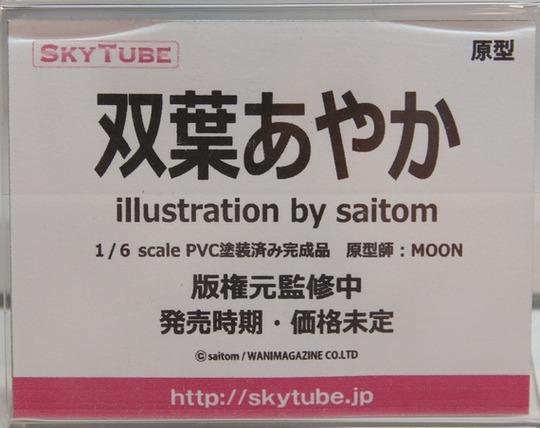 SKYTUBE
原型
双葉あやか
illustration by saitom
1/6 scale PVC塗装済み完成品 原型師：MOON
版権元監修中
発売時期・価格未定
©saitom / WANIMAGAZINE CO.LTD
http://skytube.jp